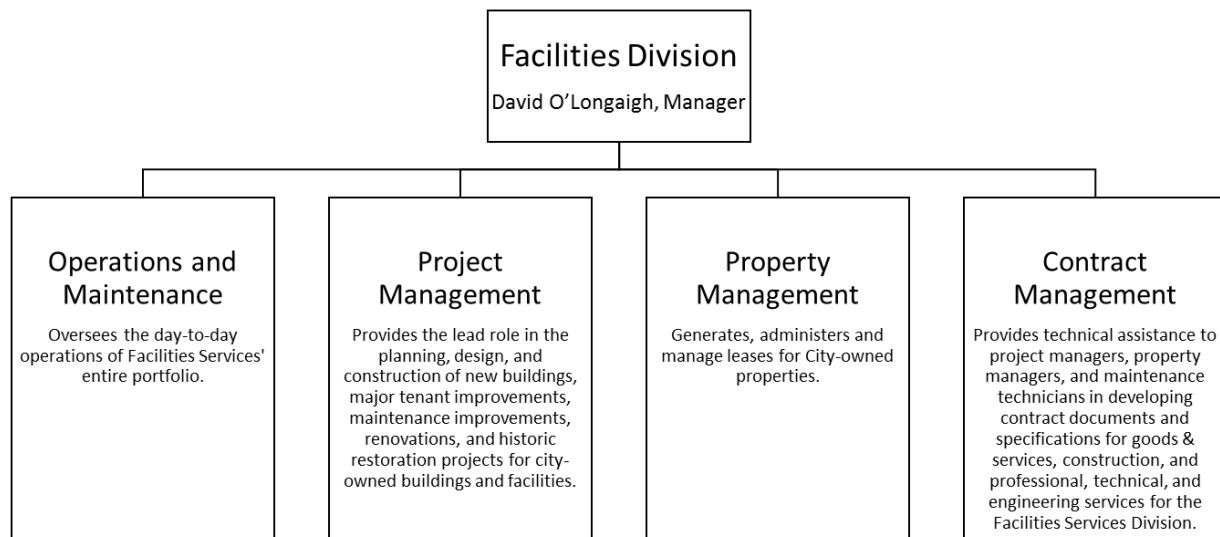 Facilities Division
David O’Longaigh, Manager
Operations and
Maintenance
Oversees the day-to-day
operations of Facilities Services'
entire portfolio.
Project
Management
Provides the lead role in the
planning, design, and
construction of new buildings,
major tenant improvements,
maintenance improvements,
renovations, and historic
restoration projects for city-
owned buildings and facilities.
Property
Management
Generates, administers and
manage leases for City-owned
properties.
Contract
Management
Provides technical assistance to
project managers, property
managers, and maintenance
technicians in developing
contract documents and
specifications for goods &
services, construction, and
professional, technical, and
engineering services for the
Facilities Services Division.